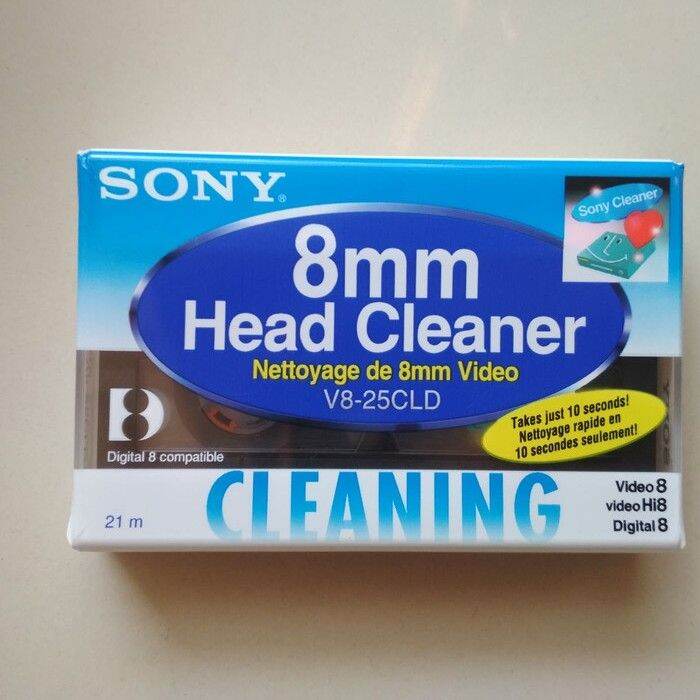 SONY®
Sony Cleaner
8mm
Head Cleaner
Nettoyage de 8mm Video
V8-25CLD
Takes just 10 seconds!
Nettoyage rapide en
10 secondes seulement!
Digital 8 compatible
CLEANING
21 m
Video 8
video Hi8
Digital 8